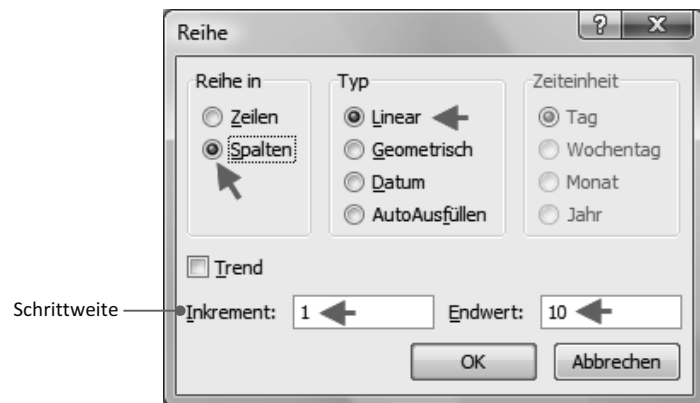 Reihe
Reihe in
Zeilen
Spalten
Typ
Linear
Geometrisch
Datum
AutoAusfüllen
Zeiteinheit
Tag
Wochentag
Monat
Jahr
Trend
Schrittweite
Inkrement: 1
Endwert: 10
OK
Abbrechen